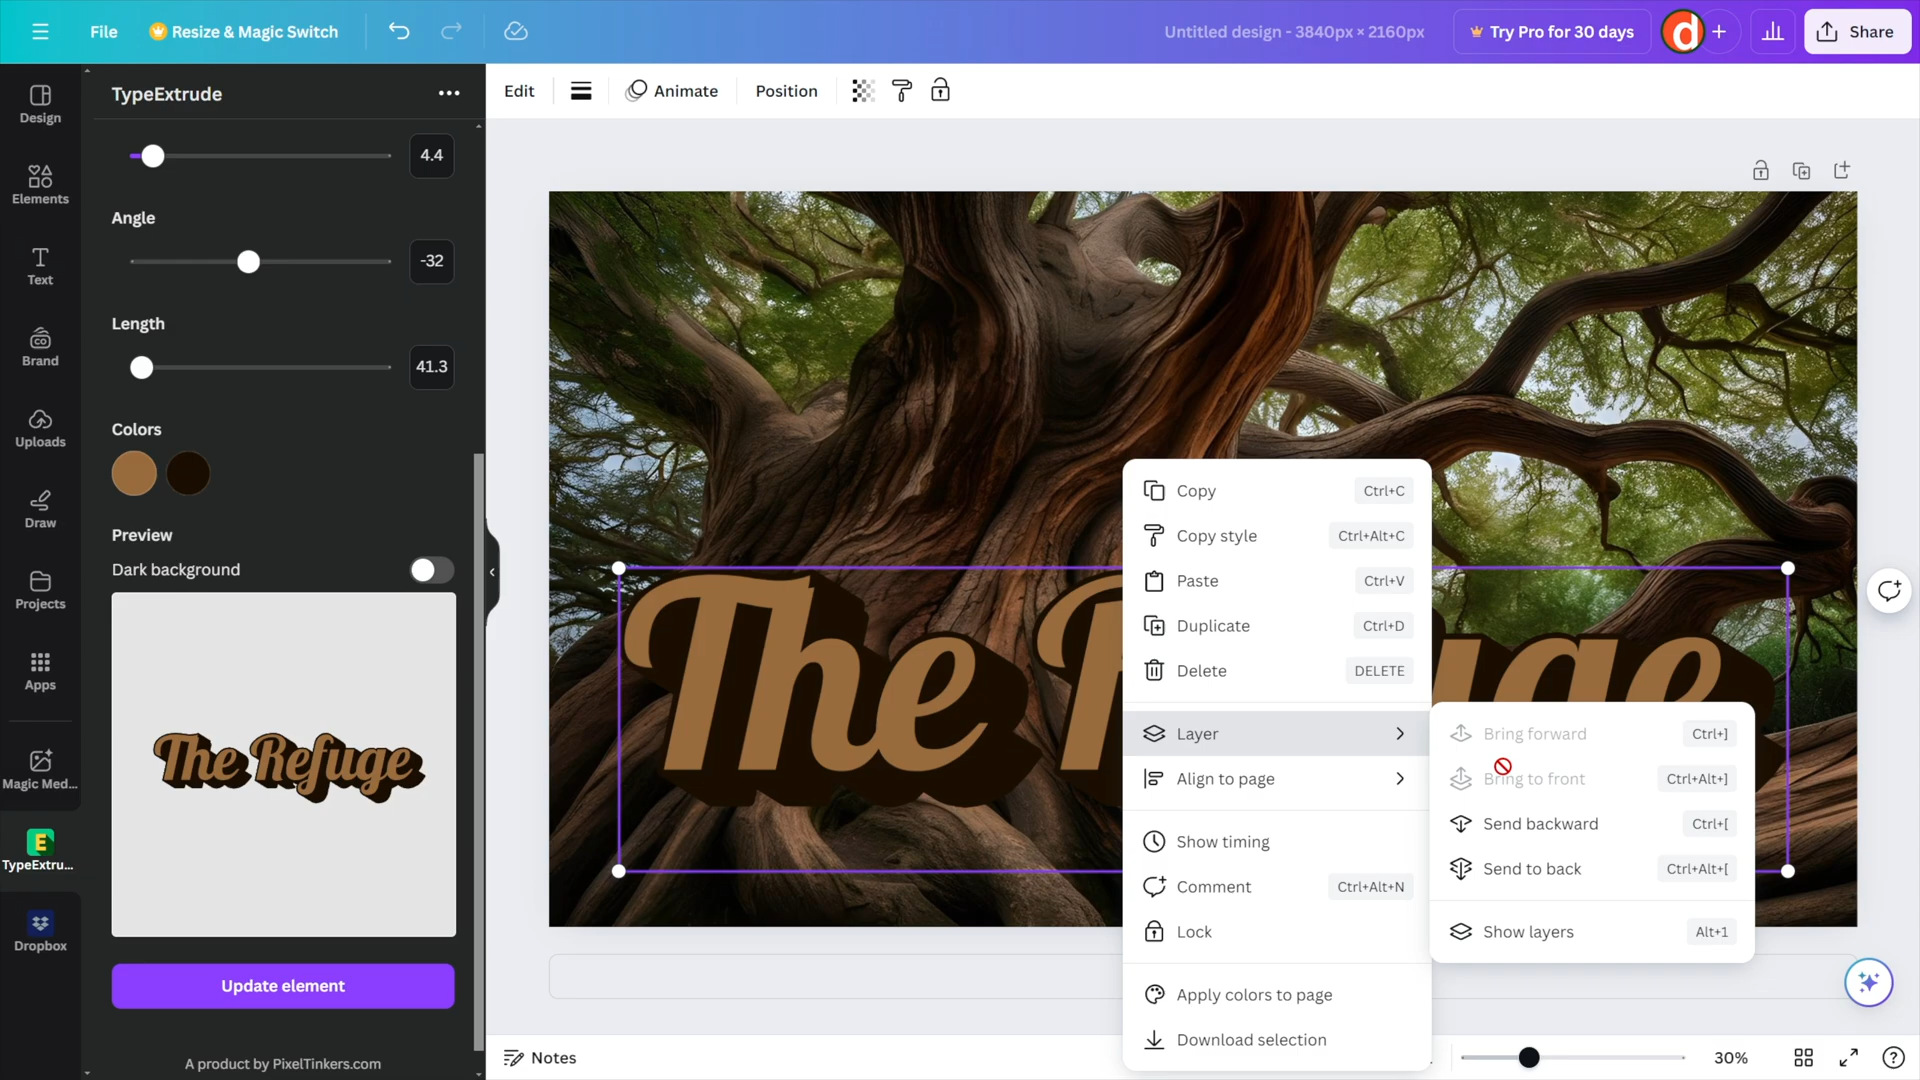 File
Resize & Magic Switch
Untitled design - 3840px × 2160px
Try Pro for 30 days
d
Share
Design
Elements
Text
Brand
Uploads
Draw
Projects
Apps
Magic Med...
E
TypeExtru...
Dropbox
TypeExtrude
4.4
Angle
-32
Length
41.3
Colors
Preview
Dark background
The Refuge
Update element
A product by PixelTinkers.com
Edit
Animate
Position
The R uge
Copy Ctrl+C
Copy style Ctrl+Alt+C
Paste Ctrl+V
Duplicate Ctrl+D
Delete DELETE
Layer
Align to page
Show timing
Comment Ctrl+Alt+N
Lock
Apply colors to page
Download selection
Bring forward Ctrl+]
Bring to front Ctrl+Alt+]
Send backward Ctrl+[
Send to back Ctrl+Alt+[
Show layers Alt+1
Notes
30%